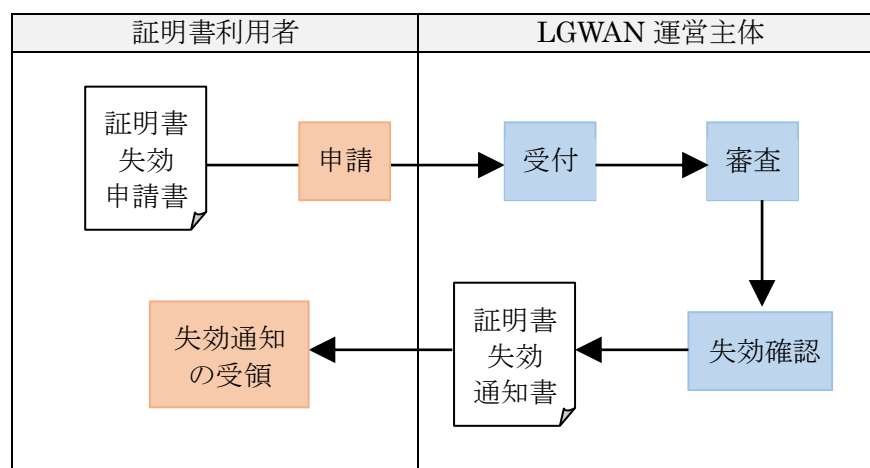 証明書利用者
LGWAN 運営主体
証明書
失効
申請書
申請
受付
審査
失効通知
の受領
証明書
失効
通知書
失効確認